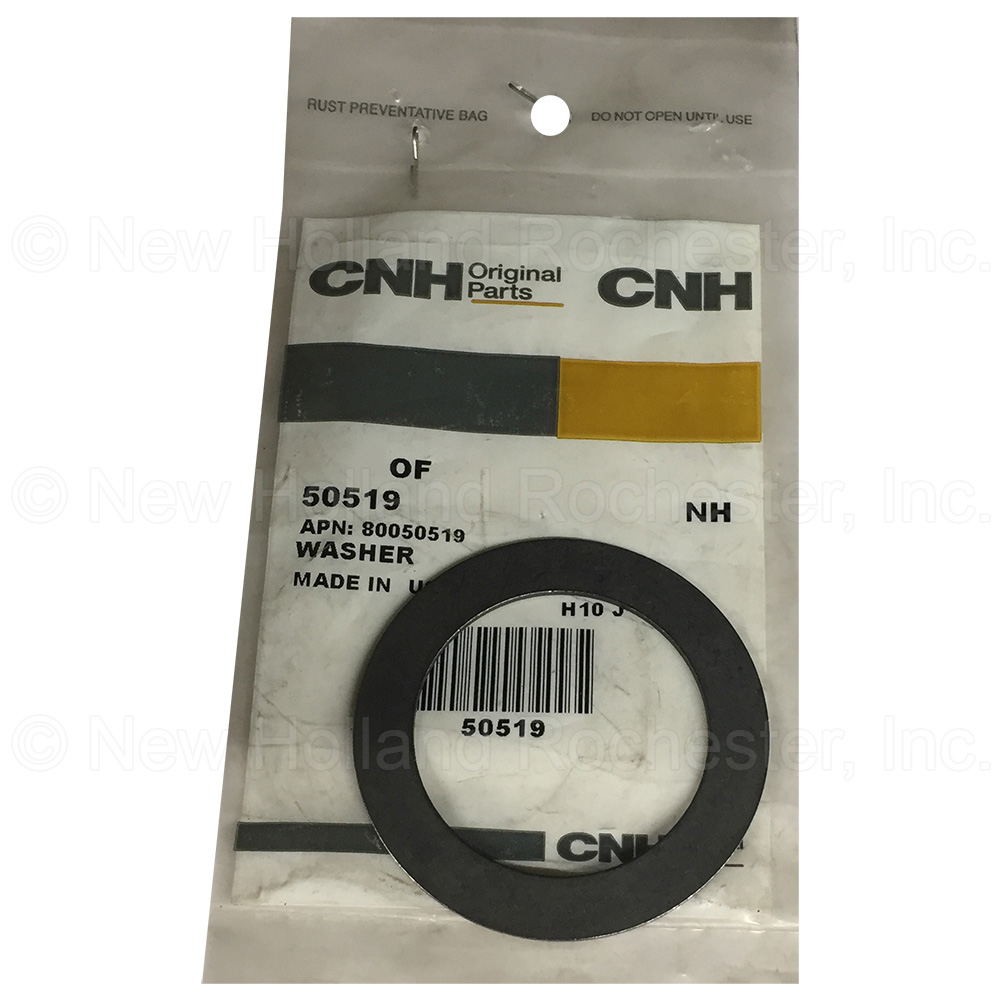 RUST PREVENTATIVE BAG DO NOT OPEN UNTIL USE
© New Holland Rochester, Inc.
CNH Original Parts CNH
OF
© New Holland Rochester, Inc.
50519
NH
APN: 80050519
WASHER
MADE IN
H10 J
50519
© New Holland Rochester, Inc.
CNH